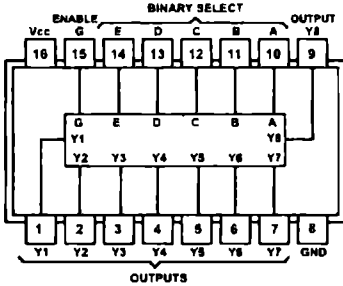 BINARY SELECT
ENABLE OUTPUT
Vcc G E D C B A Y8
16 15 14 13 12 11 10 9
G E D C B A
Y1 Y8
Y2 Y3 Y4 Y5 Y6 Y7
1 2 3 4 5 6 7 8
Y1 Y2 Y3 Y4 Y5 Y6 Y7 GND
OUTPUTS